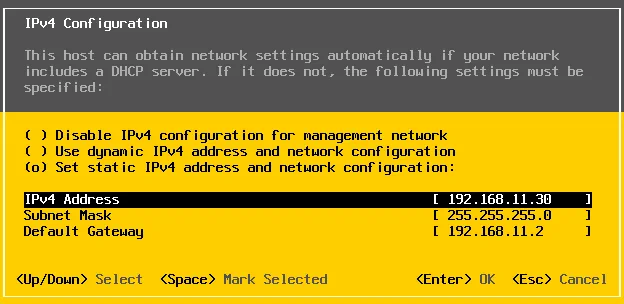 IPv4 Configuration
This host can obtain network settings automatically if your network
includes a DHCP server. If it does not, the following settings must be
specified:
( ) Disable IPv4 configuration for management network
( ) Use dynamic IPv4 address and network configuration
(o) Set static IPv4 address and network configuration:
IPv4 Address [ 192.168.11.30 ]
Subnet Mask [ 255.255.255.0 ]
Default Gateway [ 192.168.11.2 ]
<Up/Down> Select <Space> Mark Selected <Enter> OK <Esc> Cancel